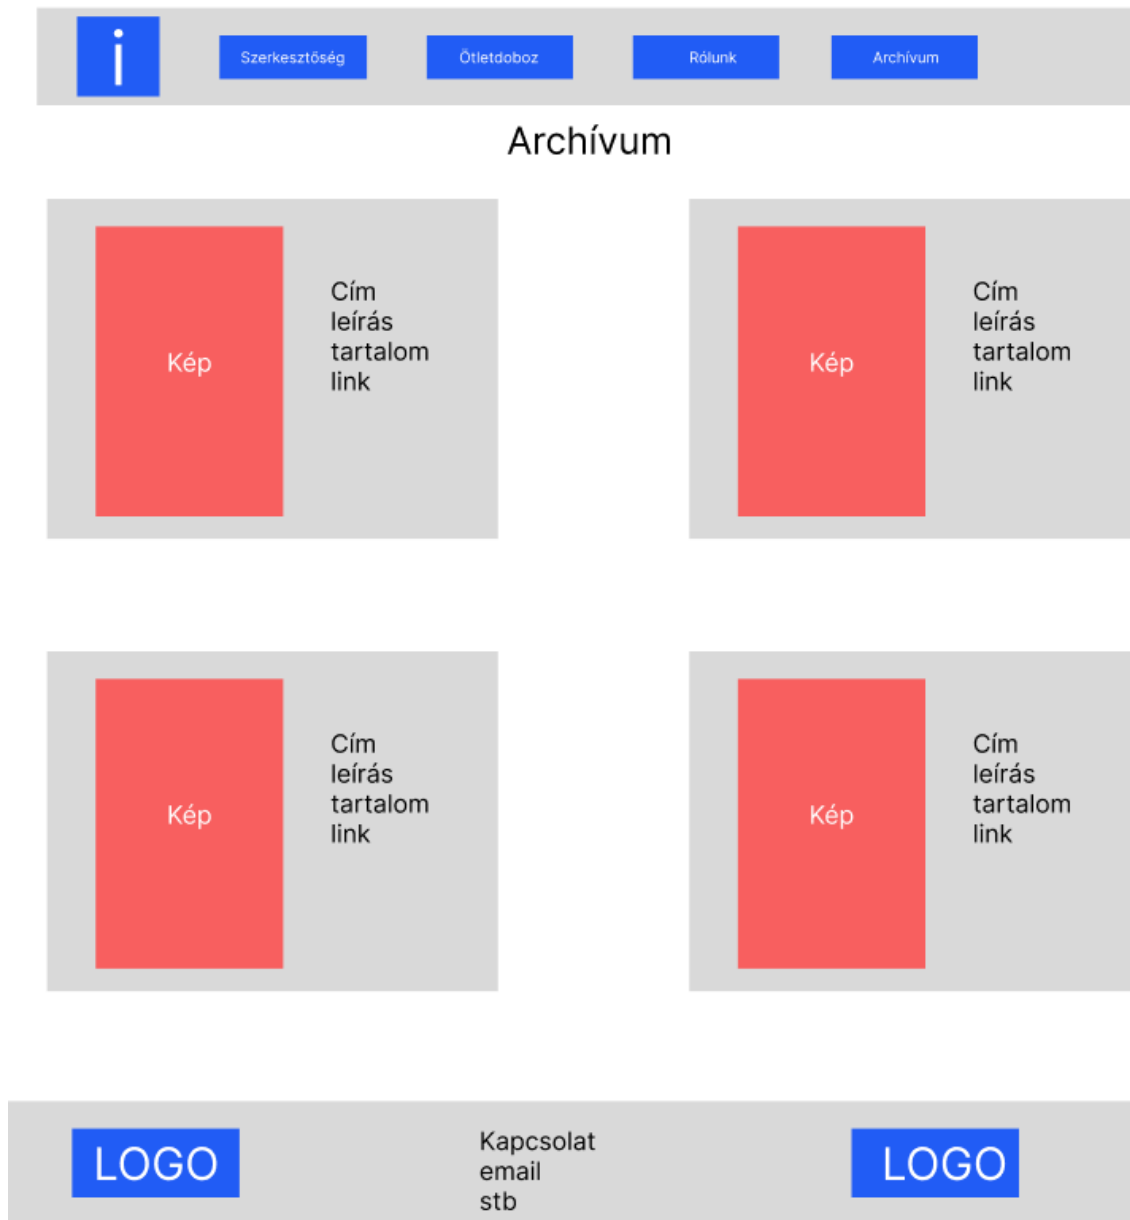 i
Szerkesztőség
Ötletdoboz
Rólunk
Archívum
Archívum
Kép
Cím
leírás
tartalom
link
Kép
Cím
leírás
tartalom
link
Kép
Cím
leírás
tartalom
link
Kép
Cím
leírás
tartalom
link
LOGO
Kapcsolat
email
stb
LOGO